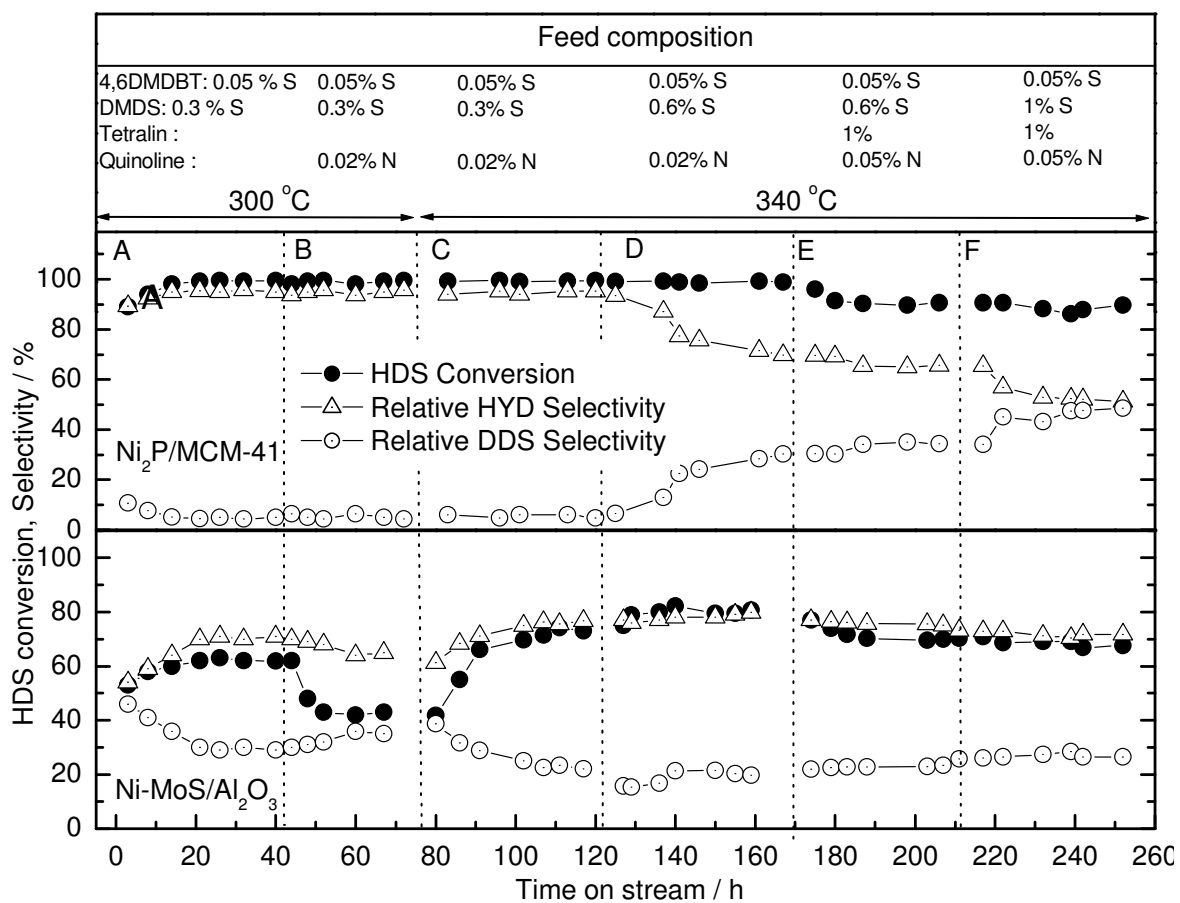 Feed composition
4,6DMDBT: 0.05 % S 0.05% S 0.05% S 0.05% S 0.05% S 0.05% S
DMDS: 0.3 % S 0.3% S 0.3% S 0.6% S 0.6% S 1% S
Tetralin : 1% 1%
Quinoline : 0.02% N 0.02% N 0.02% N 0.05% N 0.05% N
300 °C 340 °C
A B C D E F
100
80
60
40
20
0
A
HDS Conversion
Relative HYD Selectivity
Relative DDS Selectivity
Ni₂P/MCM-41
HDS conversion, Selectivity / %
100
80
60
40
20
0
Ni-MoS/Al₂O₃
0 20 40 60 80 100 120 140 160 180 200 220 240 260
Time on stream / h